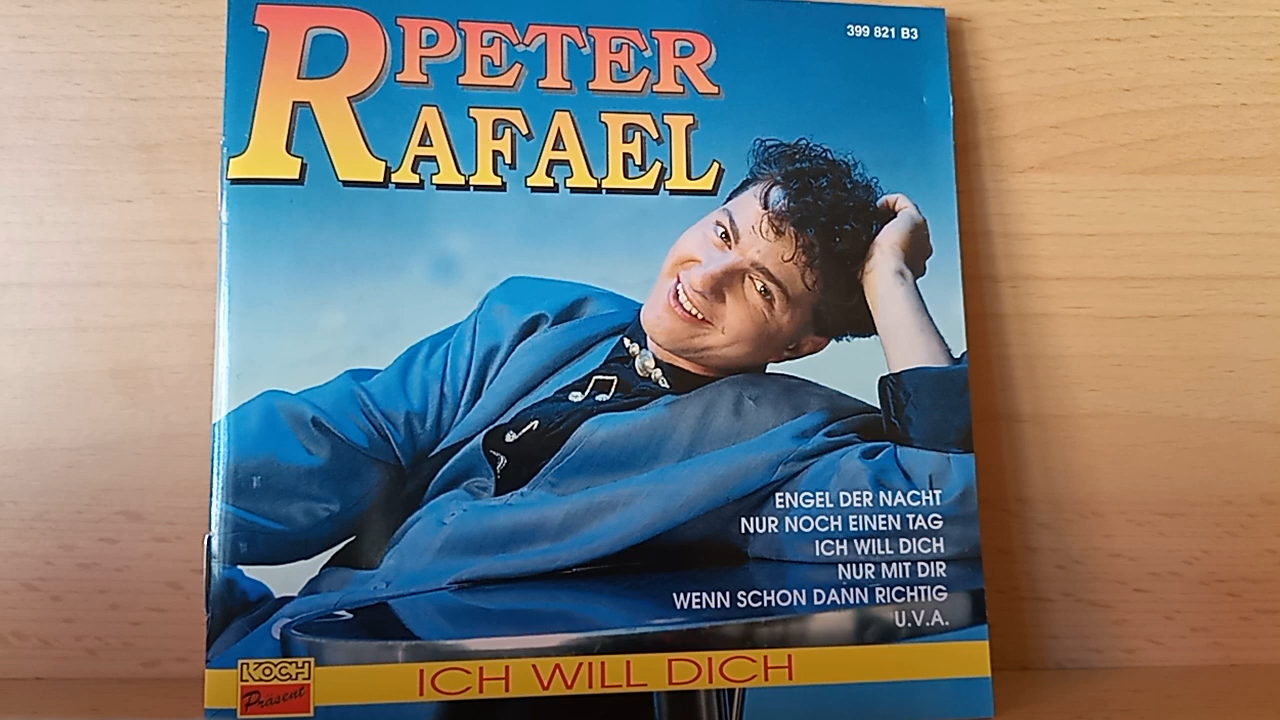 PETER
RAFAEL
399 821 B3
ENGEL DER NACHT
NUR NOCH EINEN TAG
ICH WILL DICH
NUR MIT DIR
WENN SCHON DANN RICHTIG
U.V.A.
KOCH
Präsent
ICH WILL DICH